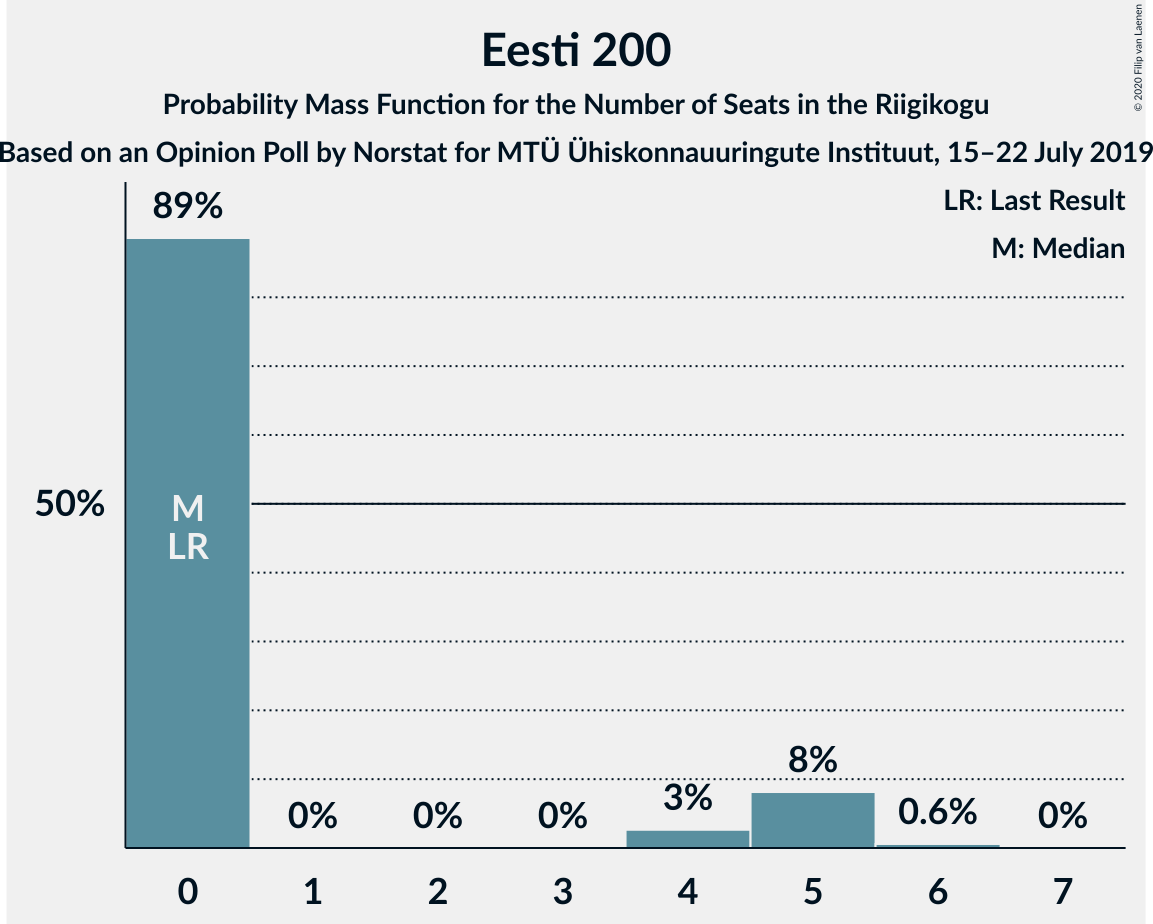 Eesti 200
Probability Mass Function for the Number of Seats in the Riigikogu
Based on an Opinion Poll by Norstat for MTÜ Ühiskonnauuringute Instituut, 15–22 July 2019
© 2020 Filip van Laenen
LR: Last Result
M: Median
89%
50%
M
LR
0%
0%
0%
3%
8%
0.6%
0%
0
1
2
3
4
5
6
7